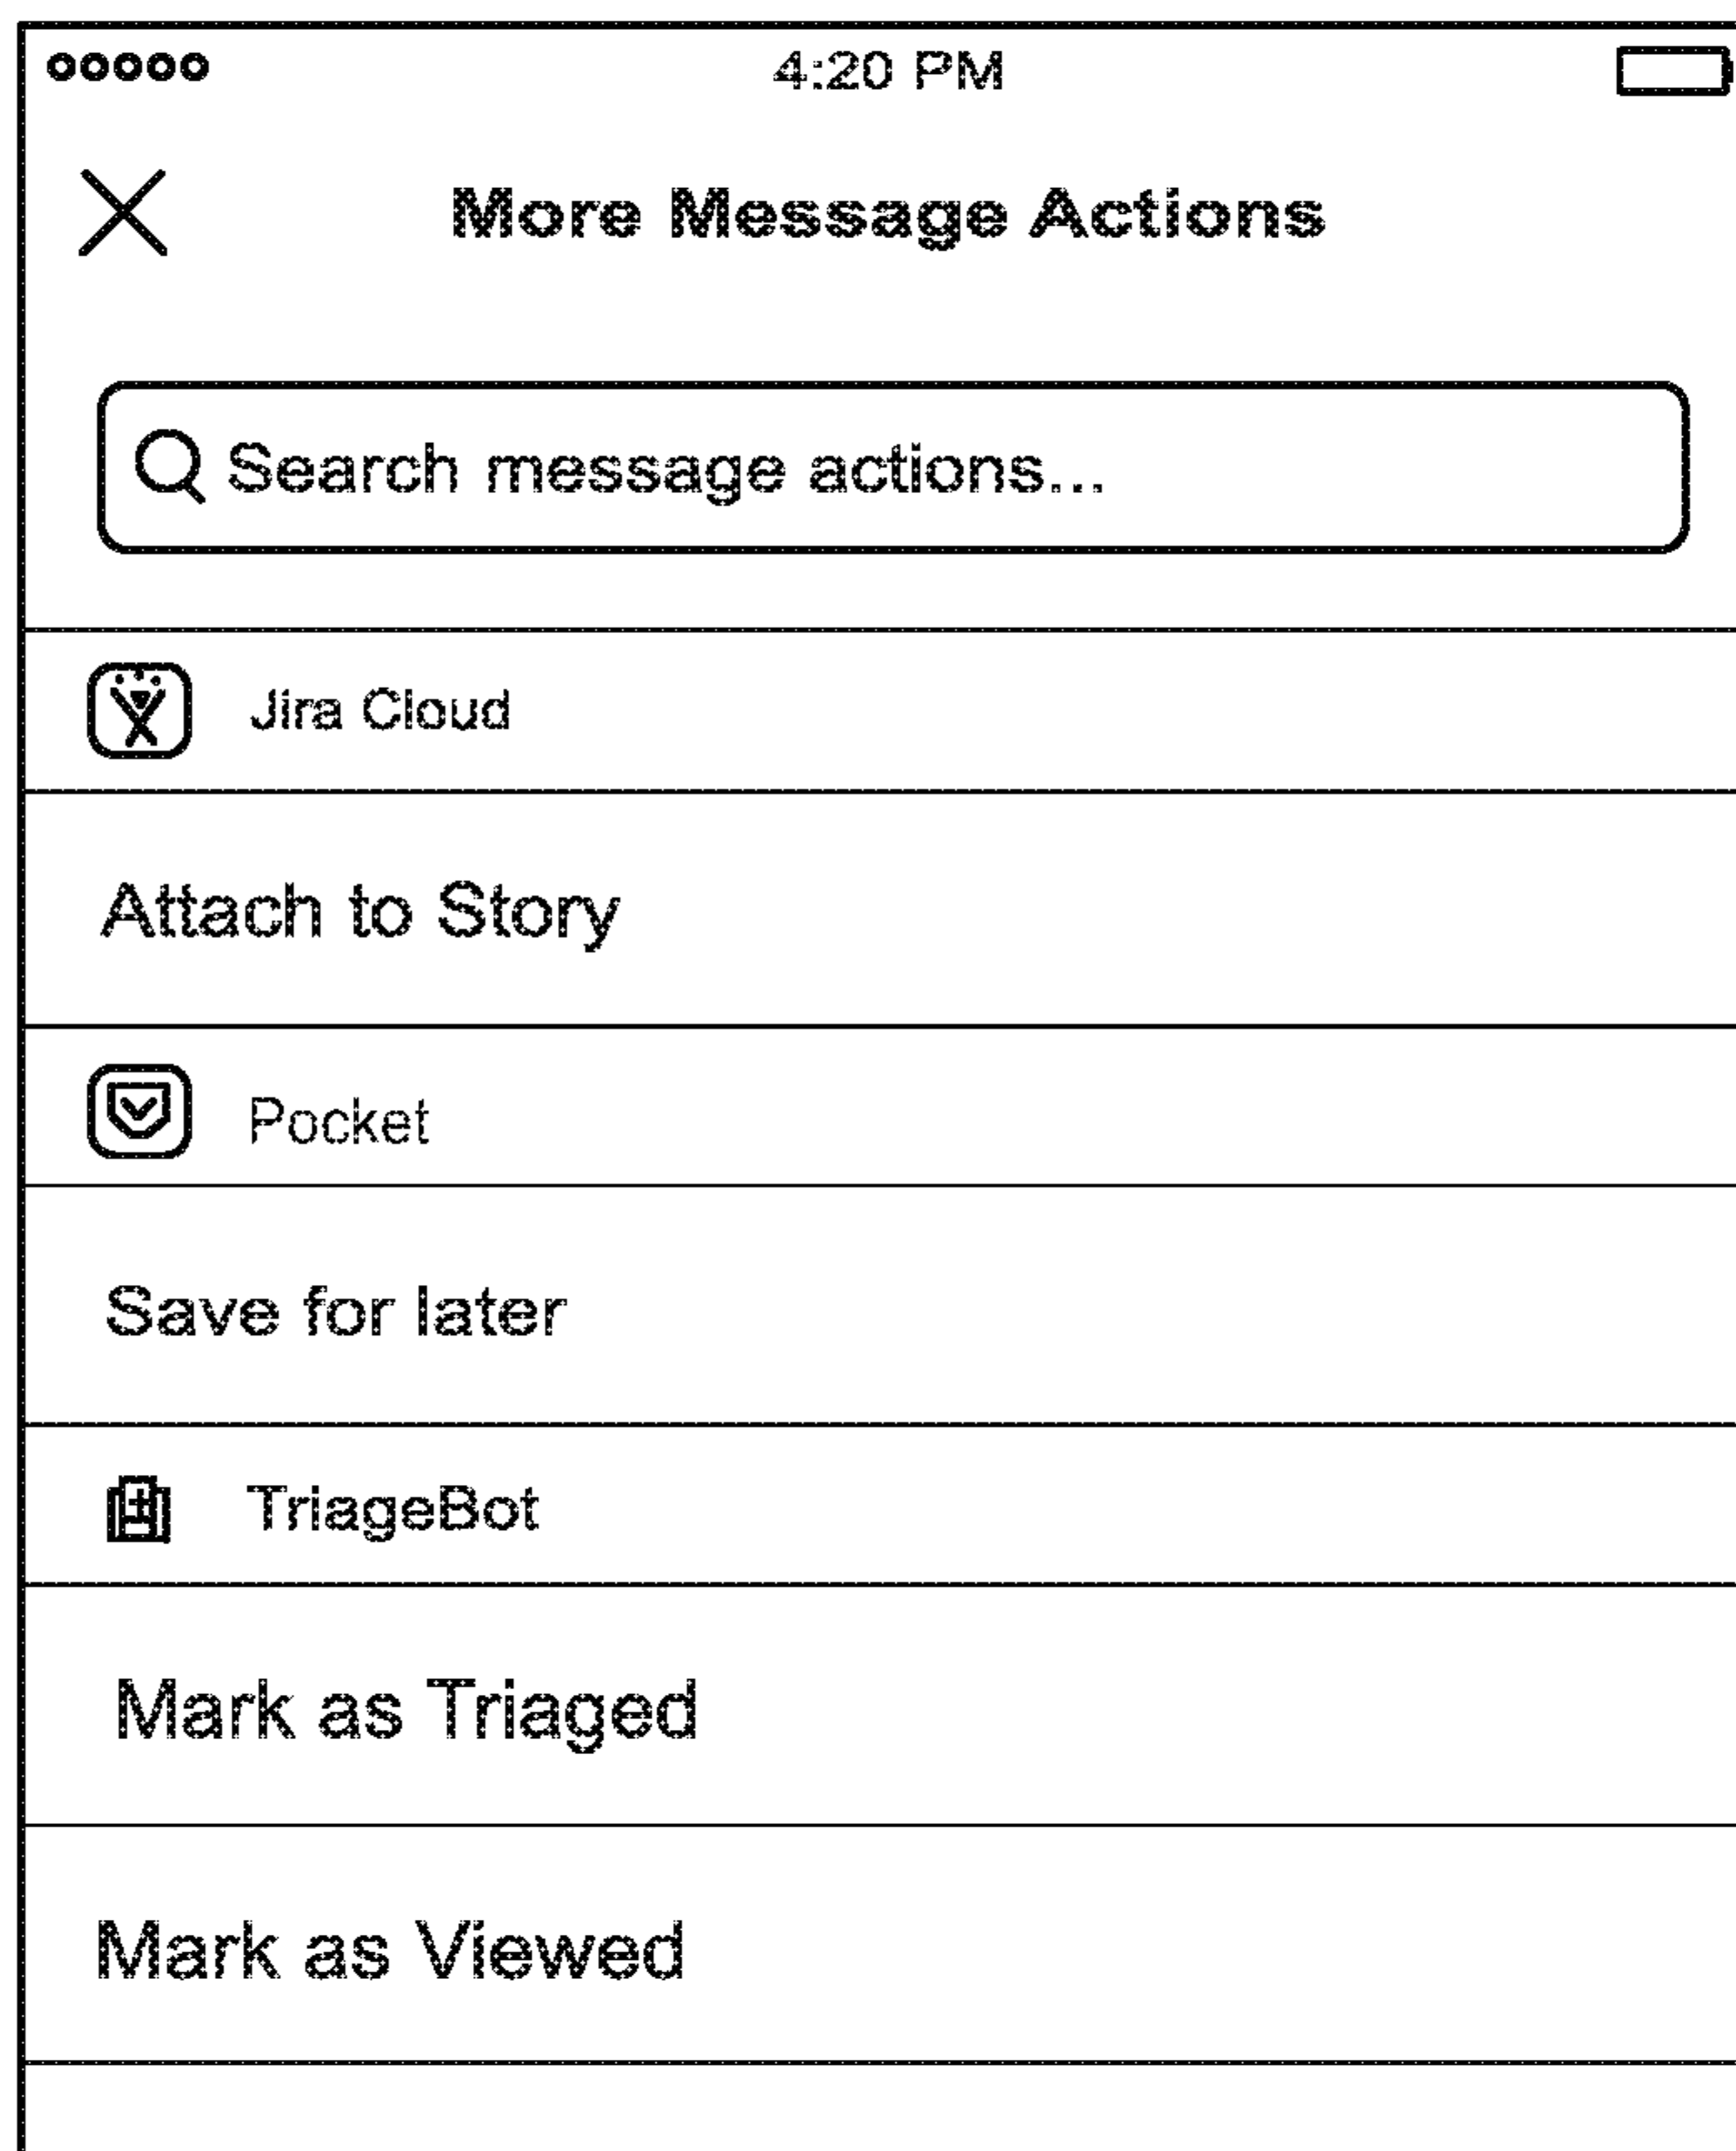 4:20 PM
More Message Actions
Search message actions...
Jira Cloud
Attach to Story
Pocket
Save for later
TriageBot
Mark as Triaged
Mark as Viewed